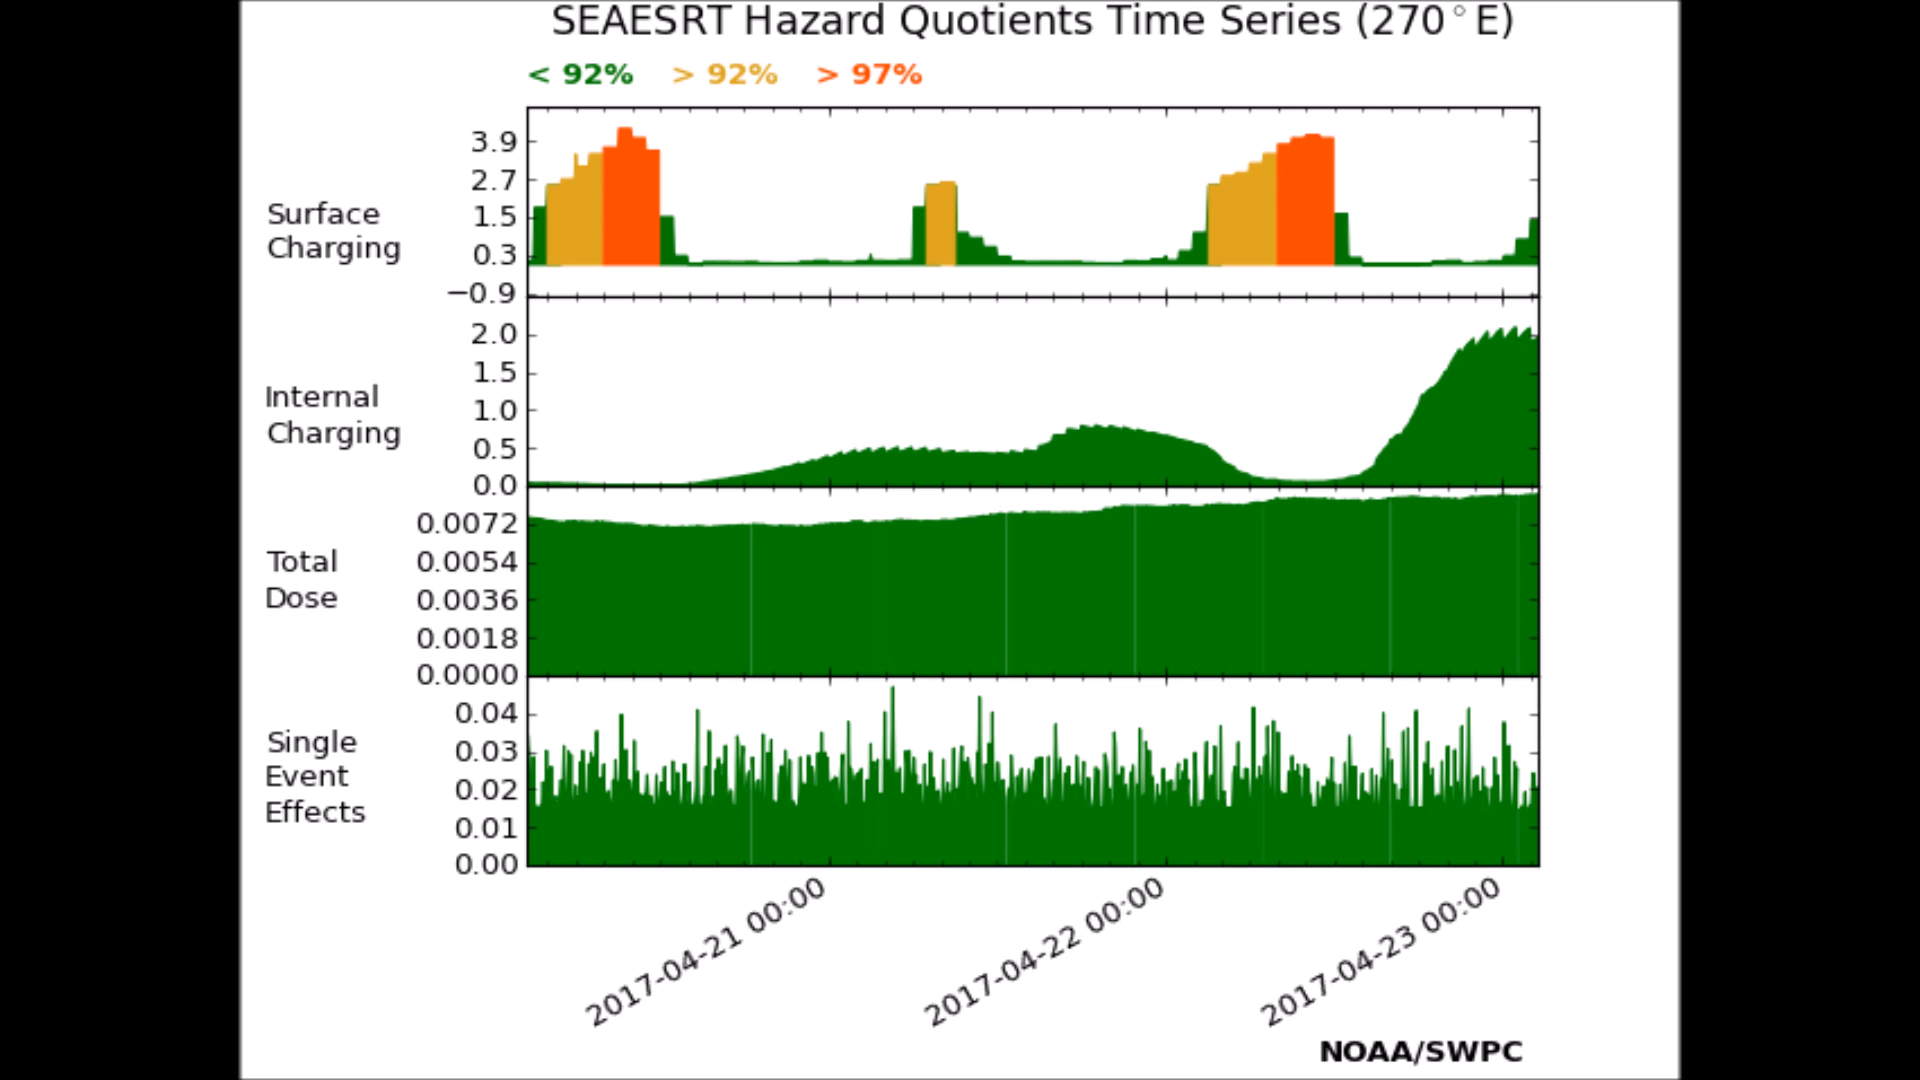 SEAESRT Hazard Quotients Time Series (270°E)
< 92% > 92% > 97%
3.9
2.7
1.5
0.3
−0.9
Surface
Charging
2.0
1.5
1.0
0.5
0.0
Internal
Charging
0.0072
0.0054
0.0036
0.0018
0.0000
Total
Dose
0.04
0.03
0.02
0.01
0.00
Single
Event
Effects
2017-04-21 00:00
2017-04-22 00:00
2017-04-23 00:00
NOAA/SWPC